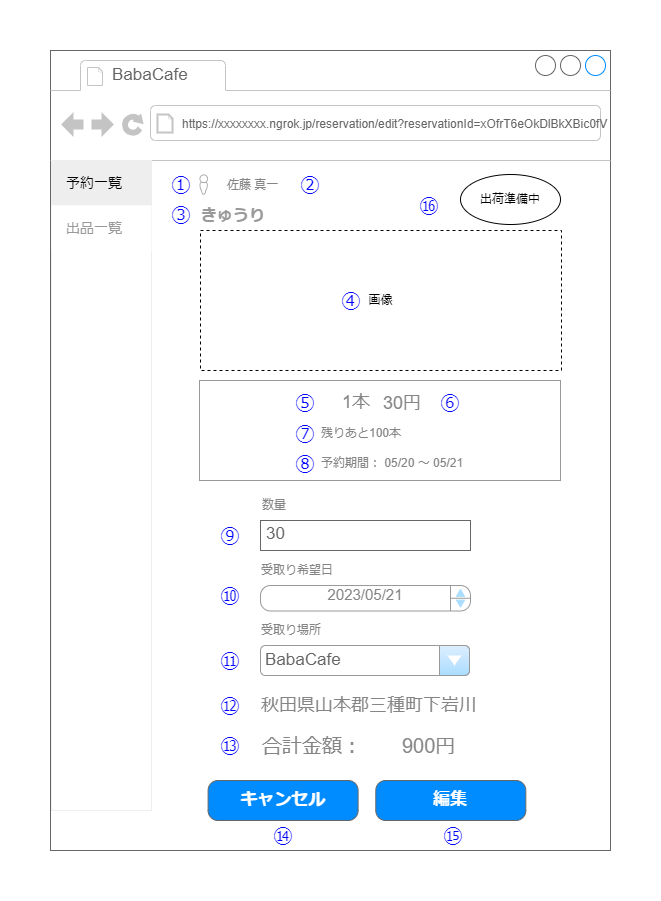 BabaCafe
https://xxxxxxxx.ngrok.jp/reservation/edit?reservationId=xOfrT6eOkDlBkXBic0fV
予約一覧
出品一覧
① 佐藤 真一 ②
③ きゅうり
⑯ 出荷準備中
④ 画像
⑤ 1本 30円 ⑥
⑦ 残りあと100本
⑧ 予約期間： 05/20 ～ 05/21
数量
⑨ 30
受取り希望日
⑩ 2023/05/21
受取り場所
⑪ BabaCafe
⑫ 秋田県山本郡三種町下岩川
⑬ 合計金額： 900円
キャンセル 編集
⑭ ⑮